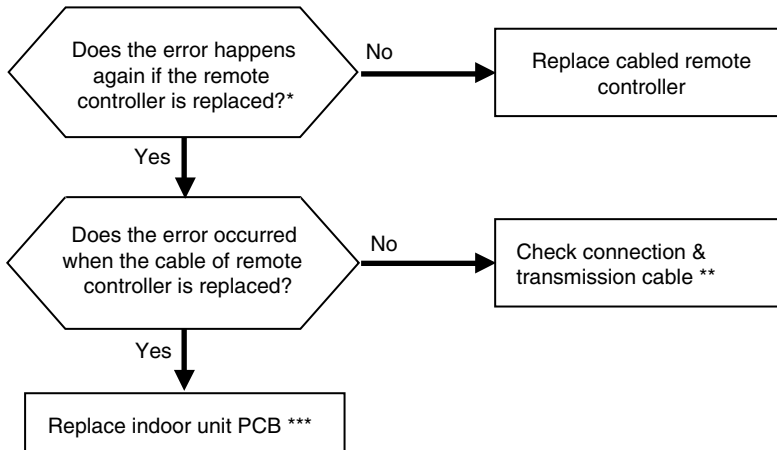 Does the error happens
again if the remote
controller is replaced?*
No
Replace cabled remote
controller
Yes
Does the error occurred
when the cable of remote
controller is replaced?
No
Check connection &
transmission cable **
Yes
Replace indoor unit PCB ***